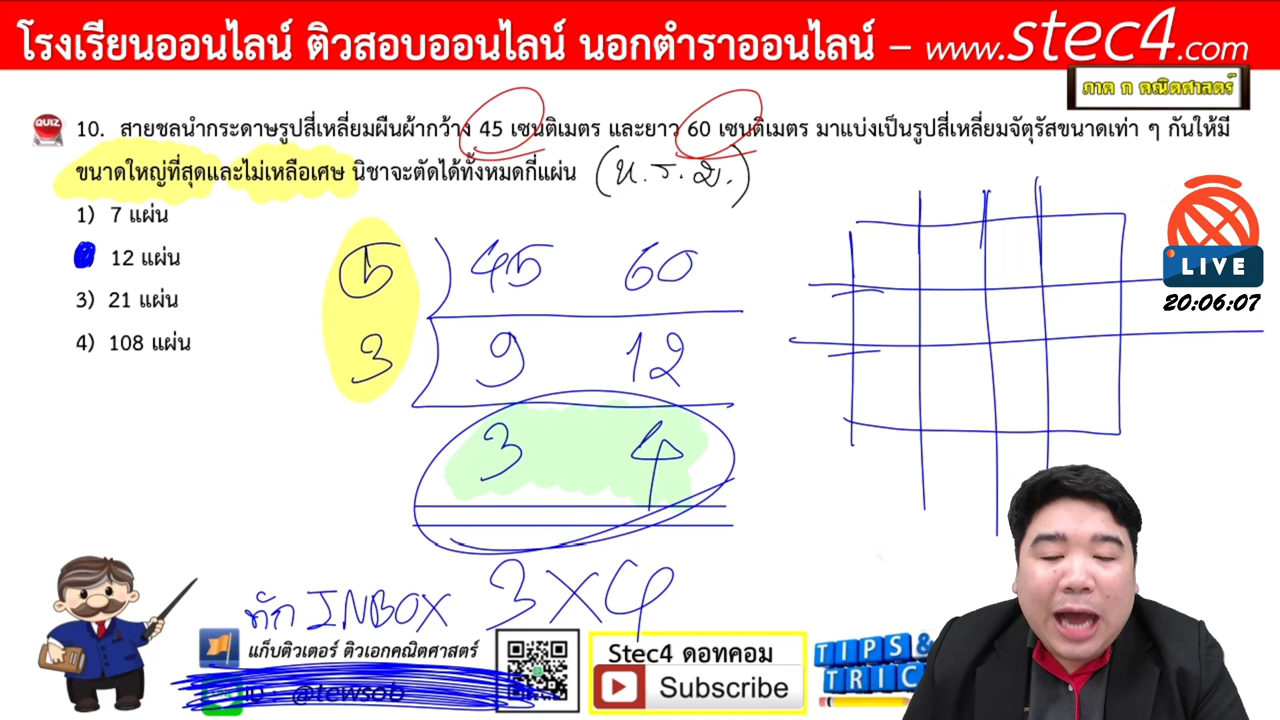 โรงเรียนออนไลน์ ติวสอบออนไลน์ นอกตำราออนไลน์ – www.stec4.com
ภาค ก คณิตศาสตร์
QUIZ
10. สายชลนำกระดาษรูปสี่เหลี่ยมผืนผ้ากว้าง 45 เซนติเมตร และยาว 60 เซนติเมตร มาแบ่งเป็นรูปสี่เหลี่ยมจัตุรัสขนาดเท่า ๆ กันให้มี
ขนาดใหญ่ที่สุดและไม่เหลือเศษ นิชาจะตัดได้ทั้งหมดกี่แผ่น (ห.ร.ม.)
1) 7 แผ่น
12 แผ่น
3) 21 แผ่น
4) 108 แผ่น
5 ) 45 60
3 ) 9 12
3 4
3×4
LIVE
20:06:07
ทัก INBOX
แก็บติวเตอร์ ติวเอกคณิตศาสตร์
ID : @tewsob
Stec4 ดอทคอม
Subscribe
TIPS &
TRIC